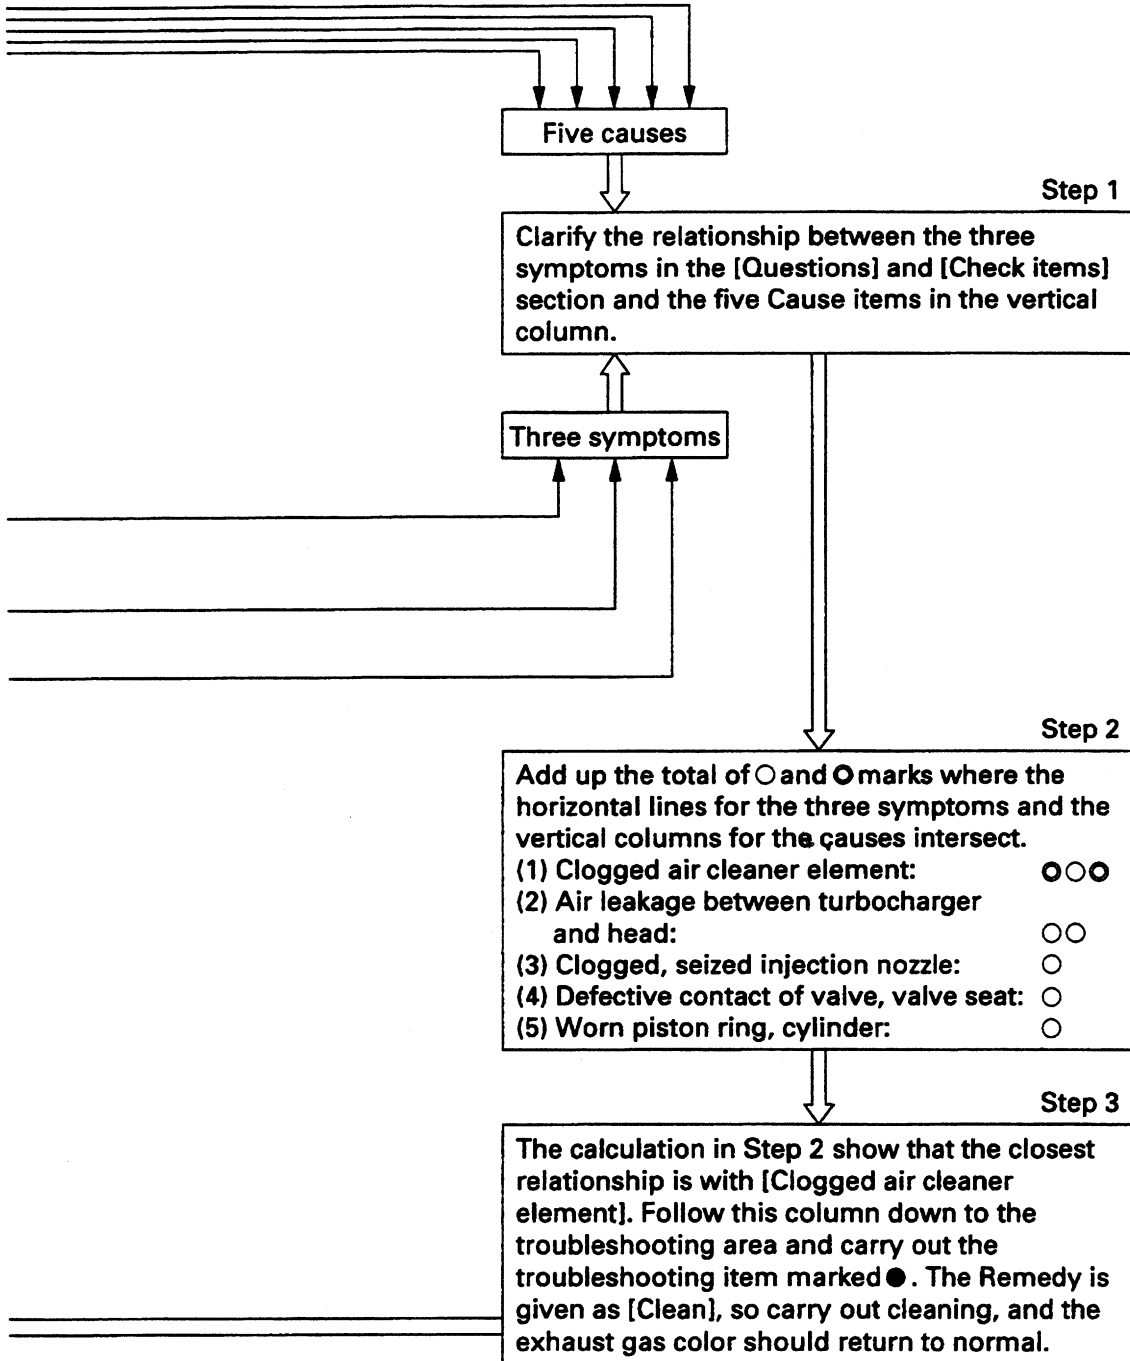 Five causes
Step 1
Clarify the relationship between the three
symptoms in the [Questions] and [Check items]
section and the five Cause items in the vertical
column.
Three symptoms
Step 2
Add up the total of ○ and ○ marks where the
horizontal lines for the three symptoms and the
vertical columns for the causes intersect.
(1) Clogged air cleaner element: ○○○
(2) Air leakage between turbocharger
and head: ○○
(3) Clogged, seized injection nozzle: ○
(4) Defective contact of valve, valve seat: ○
(5) Worn piston ring, cylinder: ○
Step 3
The calculation in Step 2 show that the closest
relationship is with [Clogged air cleaner
element]. Follow this column down to the
troubleshooting area and carry out the
troubleshooting item marked ●. The Remedy is
given as [Clean], so carry out cleaning, and the
exhaust gas color should return to normal.